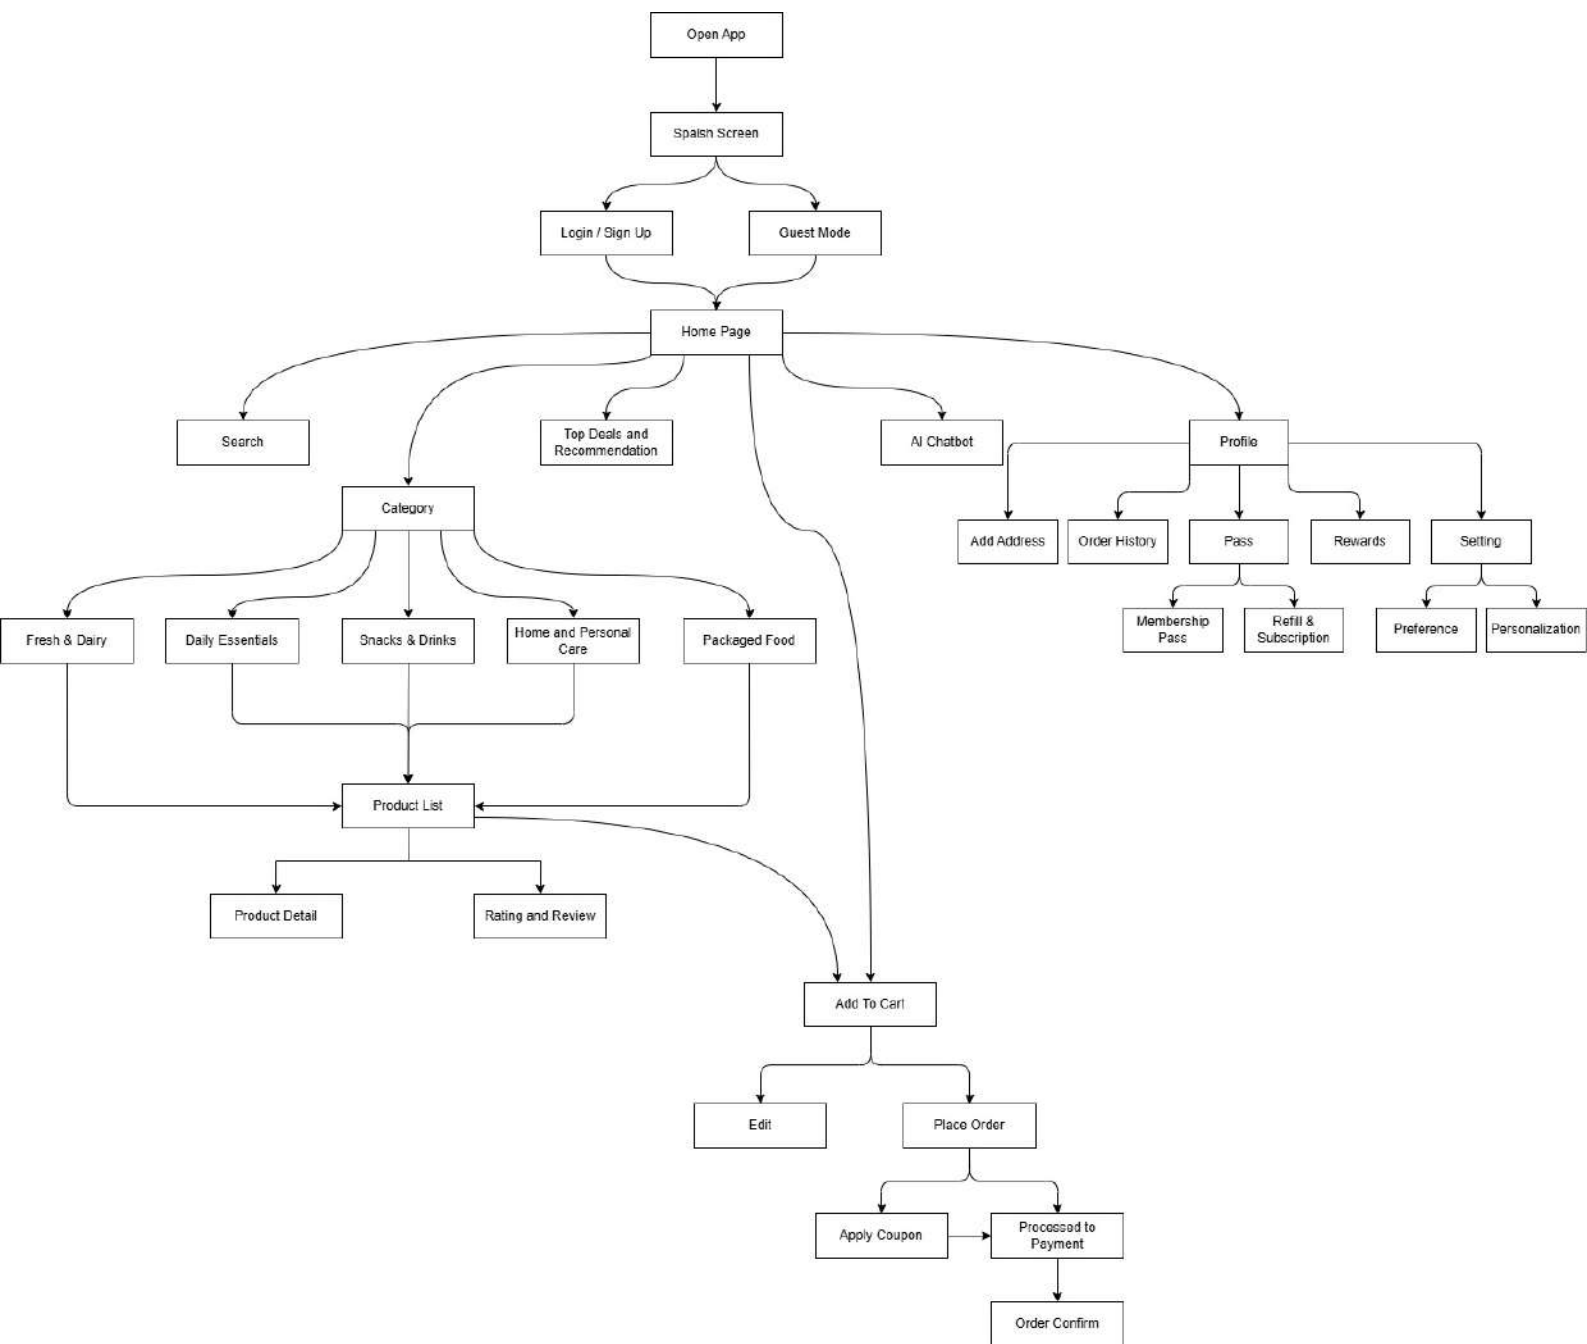 Open App
Spalsh Screen
Login / Sign Up
Guest Mode
Home Page
Search
Top Deals and
Recommendation
AI Chatbot
Profile
Category
Add Address
Order History
Pass
Rewards
Setting
Membership
Pass
Refill &
Subscription
Preference
Personalization
Fresh & Dairy
Daily Essentials
Snacks & Drinks
Home and Personal
Care
Packaged Food
Product List
Product Detail
Rating and Review
Add To Cart
Edit
Place Order
Apply Coupon
Processed to
Payment
Order Confirm